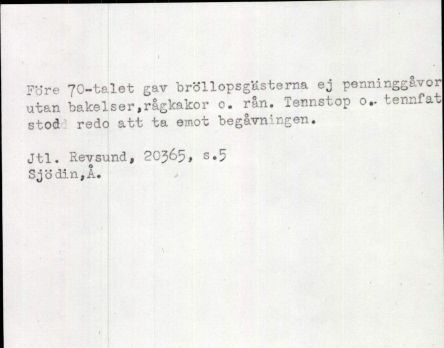 Före 70-talet gav bröllopsgästerna ej penninggåvor
utan bakelser,rågkakor o. rån. Tennstop o. tennfat
stod redo att ta emot begåvningen.
Jtl. Revsund, 20365, s.5
Sjödin,Å.